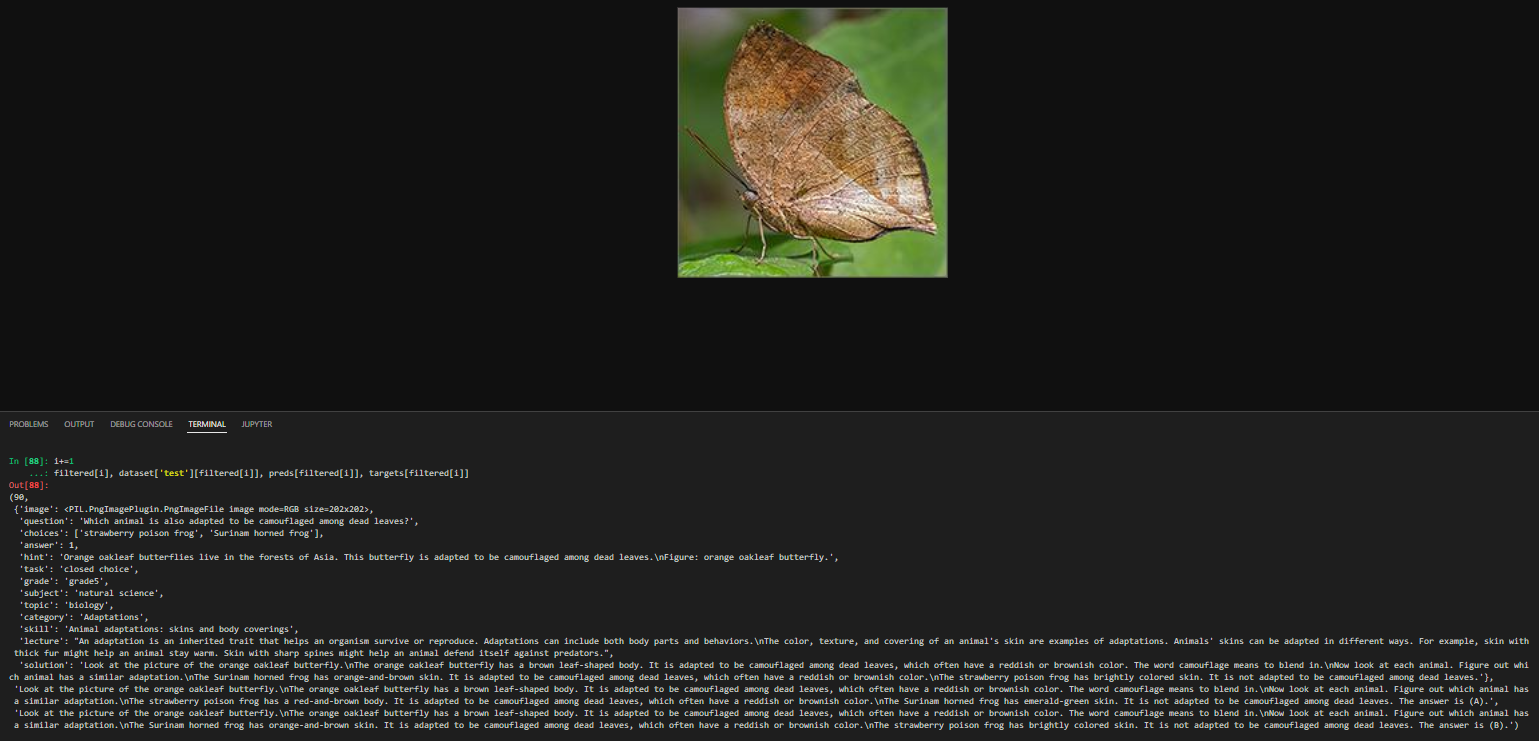 PROBLEMS OUTPUT DEBUG CONSOLE TERMINAL JUPYTER
In [88]: i+=1
...: filtered[i], dataset['test'][filtered[i]], preds[filtered[i]], targets[filtered[i]]
Out[88]:
(90,
{'image': <PIL.PngImagePlugin.PngImageFile image mode=RGB size=202x202>,
'question': 'Which animal is also adapted to be camouflaged among dead leaves?',
'choices': ['strawberry poison frog', 'Surinam horned frog'],
'answer': 1,
'hint': 'Orange oakleaf butterflies live in the forests of Asia. This butterfly is adapted to be camouflaged among dead leaves.\nFigure: orange oakleaf butterfly.',
'task': 'closed choice',
'grade': 'grade5',
'subject': 'natural science',
'topic': 'biology',
'category': 'Adaptations',
'skill': 'Animal adaptations: skins and body coverings',
'lecture': "An adaptation is an inherited trait that helps an organism survive or reproduce. Adaptations can include both body parts and behaviors.\nThe color, texture, and covering of an animal's skin are examples of adaptations. Animals' skins can be adapted in different ways. For example, skin with
thick fur might help an animal stay warm. Skin with sharp spines might help an animal defend itself against predators.",
'solution': 'Look at the picture of the orange oakleaf butterfly.\nThe orange oakleaf butterfly has a brown leaf-shaped body. It is adapted to be camouflaged among dead leaves, which often have a reddish or brownish color. The word camouflage means to blend in.\nNow look at each animal. Figure out whi
ch animal has a similar adaptation.\nThe Surinam horned frog has orange-and-brown skin. It is adapted to be camouflaged among dead leaves, which often have a reddish or brownish color.\nThe strawberry poison frog has brightly colored skin. It is not adapted to be camouflaged among dead leaves.'},
'Look at the picture of the orange oakleaf butterfly.\nThe orange oakleaf butterfly has a brown leaf-shaped body. It is adapted to be camouflaged among dead leaves, which often have a reddish or brownish color. The word camouflage means to blend in.\nNow look at each animal. Figure out which animal has
a similar adaptation.\nThe strawberry poison frog has a red-and-brown body. It is adapted to be camouflaged among dead leaves, which often have a reddish or brownish color.\nThe Surinam horned frog has emerald-green skin. It is not adapted to be camouflaged among dead leaves. The answer is (A).',
'Look at the picture of the orange oakleaf butterfly.\nThe orange oakleaf butterfly has a brown leaf-shaped body. It is adapted to be camouflaged among dead leaves, which often have a reddish or brownish color. The word camouflage means to blend in.\nNow look at each animal. Figure out which animal has
a similar adaptation.\nThe Surinam horned frog has orange-and-brown skin. It is adapted to be camouflaged among dead leaves, which often have a reddish or brownish color.\nThe strawberry poison frog has brightly colored skin. It is not adapted to be camouflaged among dead leaves. The answer is (B).')